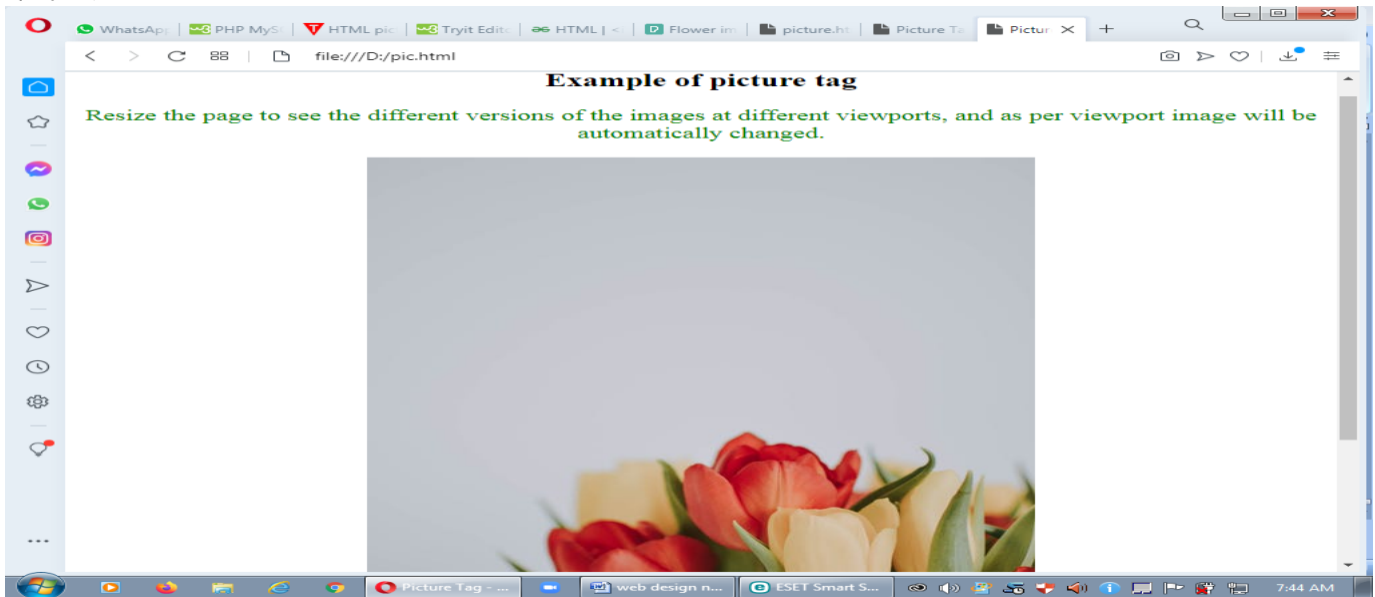 WhatsAp
PHP MyS
HTML pic
Tryit Edito
HTML | <
Flower im
picture.ht
Picture Ta
Pictur
file:///D:/pic.html
Example of picture tag
Resize the page to see the different versions of the images at different viewports, and as per viewport image will be
automatically changed.
Picture Tag - ...
web design n...
ESET Smart S...
7:44 AM